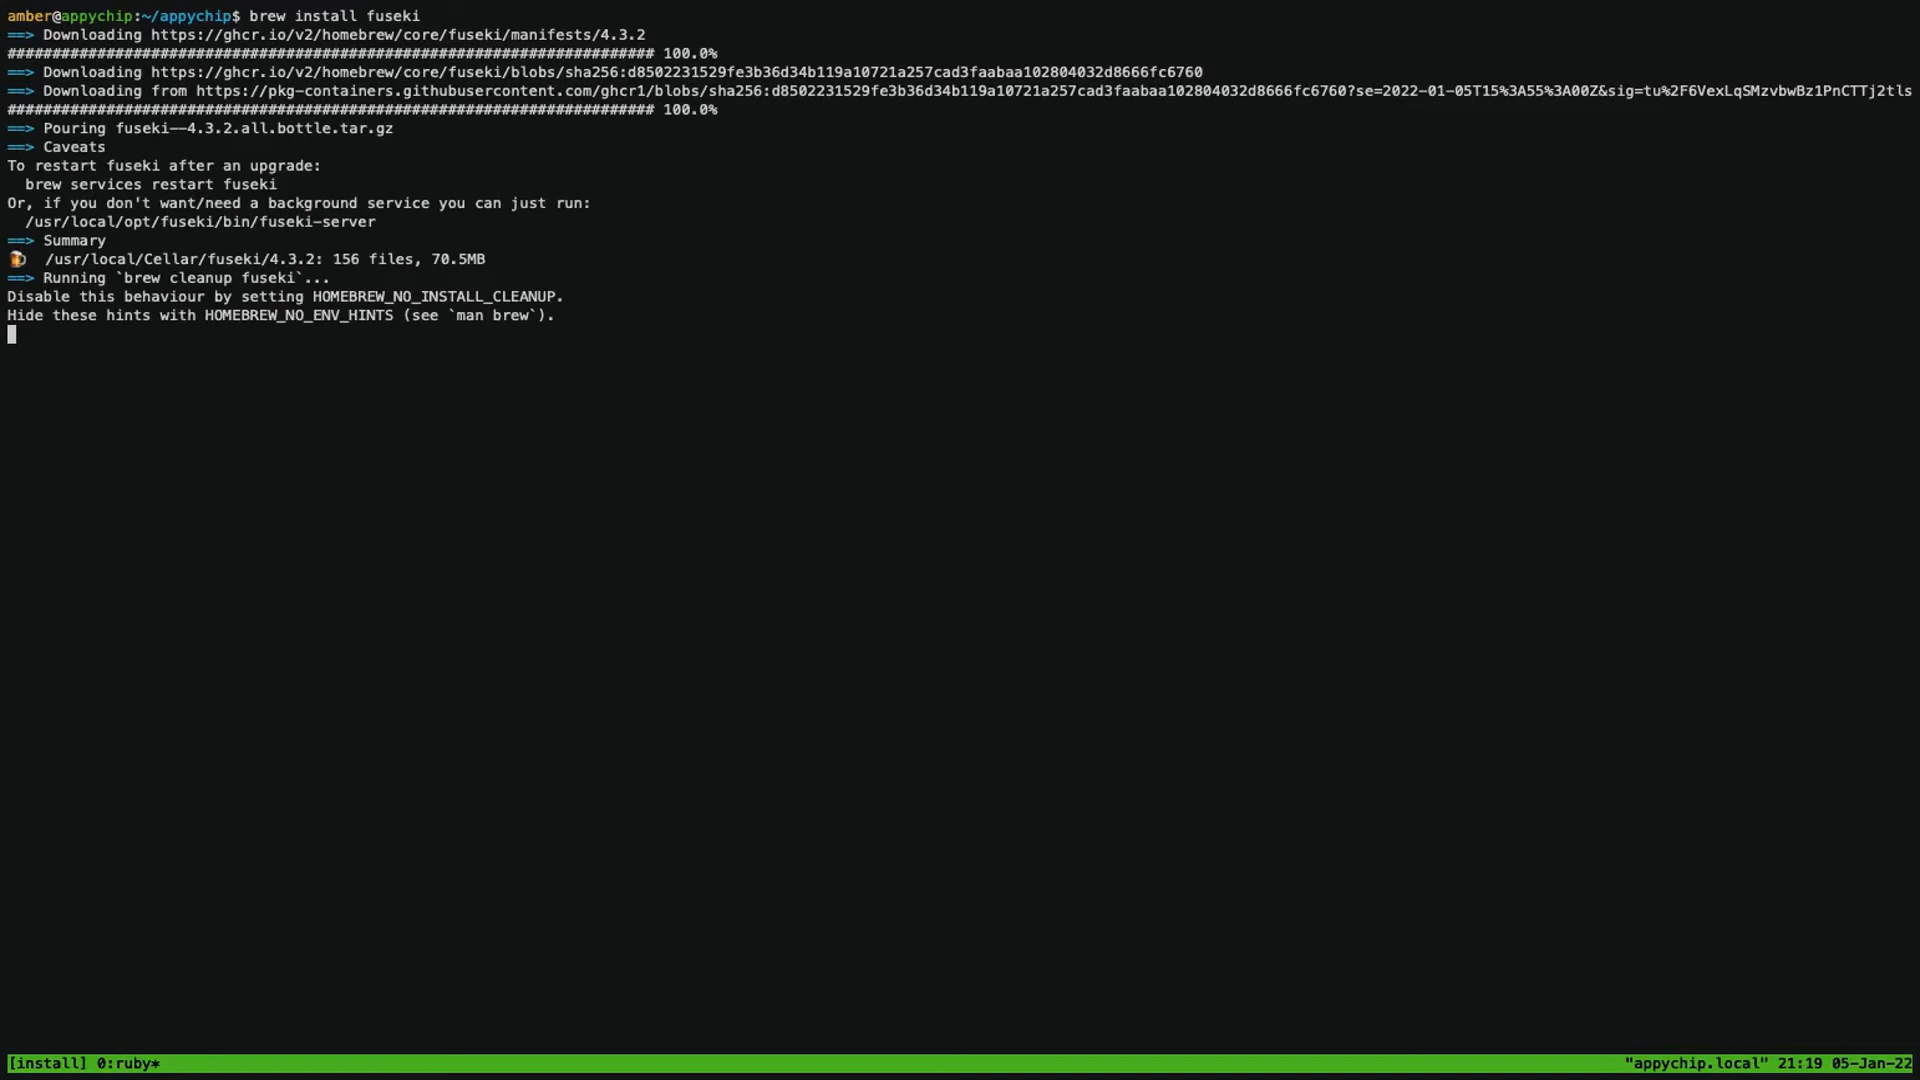 amber@appychip:~/appychip$ brew install fuseki
==> Downloading https://ghcr.io/v2/homebrew/core/fuseki/manifests/4.3.2
######################################################################## 100.0%
==> Downloading https://ghcr.io/v2/homebrew/core/fuseki/blobs/sha256:d8502231529fe3b36d34b119a10721a257cad3faabaa102804032d8666fc6760
==> Downloading from https://pkg-containers.githubusercontent.com/ghcr1/blobs/sha256:d8502231529fe3b36d34b119a10721a257cad3faabaa102804032d8666fc6760?se=2022-01-05T15%3A55%3A00Z&sig=tu%2F6VexLqSMzvbwBz1PnCTTj2tls
######################################################################## 100.0%
==> Pouring fuseki--4.3.2.all.bottle.tar.gz
==> Caveats
To restart fuseki after an upgrade:
  brew services restart fuseki
Or, if you don't want/need a background service you can just run:
  /usr/local/opt/fuseki/bin/fuseki-server
==> Summary
🍺  /usr/local/Cellar/fuseki/4.3.2: 156 files, 70.5MB
==> Running `brew cleanup fuseki`...
Disable this behaviour by setting HOMEBREW_NO_INSTALL_CLEANUP.
Hide these hints with HOMEBREW_NO_ENV_HINTS (see `man brew`).
[install] 0:ruby* "appychip.local" 21:19 05-Jan-22